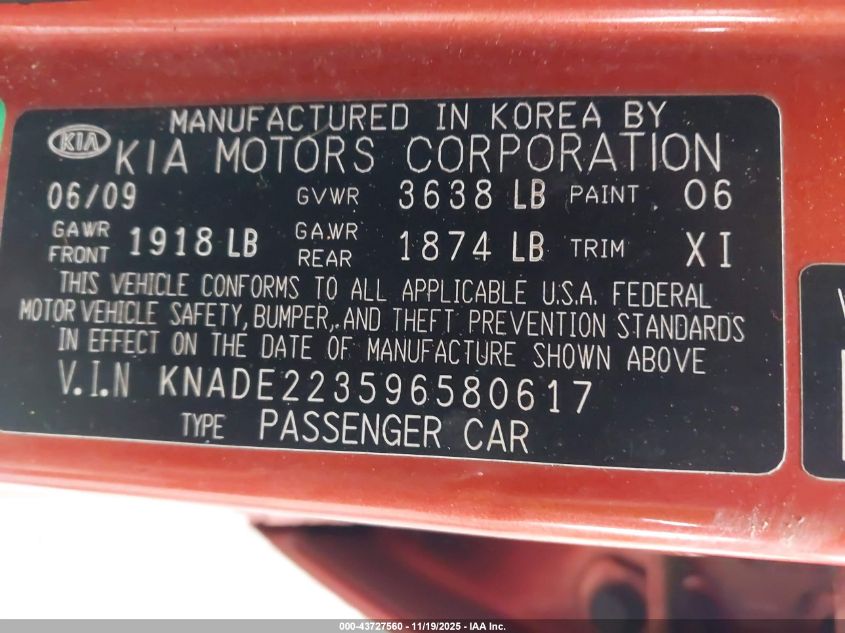 MANUFACTURED IN KOREA BY
KIA KIA MOTORS CORPORATION
06/09 GVWR 3638 LB PAINT 06
GAWR FRONT 1918 LB GAWR REAR 1874 LB TRIM XI
THIS VEHICLE CONFORMS TO ALL APPLICABLE U.S.A. FEDERAL
MOTOR VEHICLE SAFETY, BUMPER, AND THEFT PREVENTION STANDARDS
IN EFFECT ON THE DATE OF MANUFACTURE SHOWN ABOVE
V.I.N KNADE223596580617
TYPE PASSENGER CAR
000-43727560 - 11/19/2025 - IAA Inc.